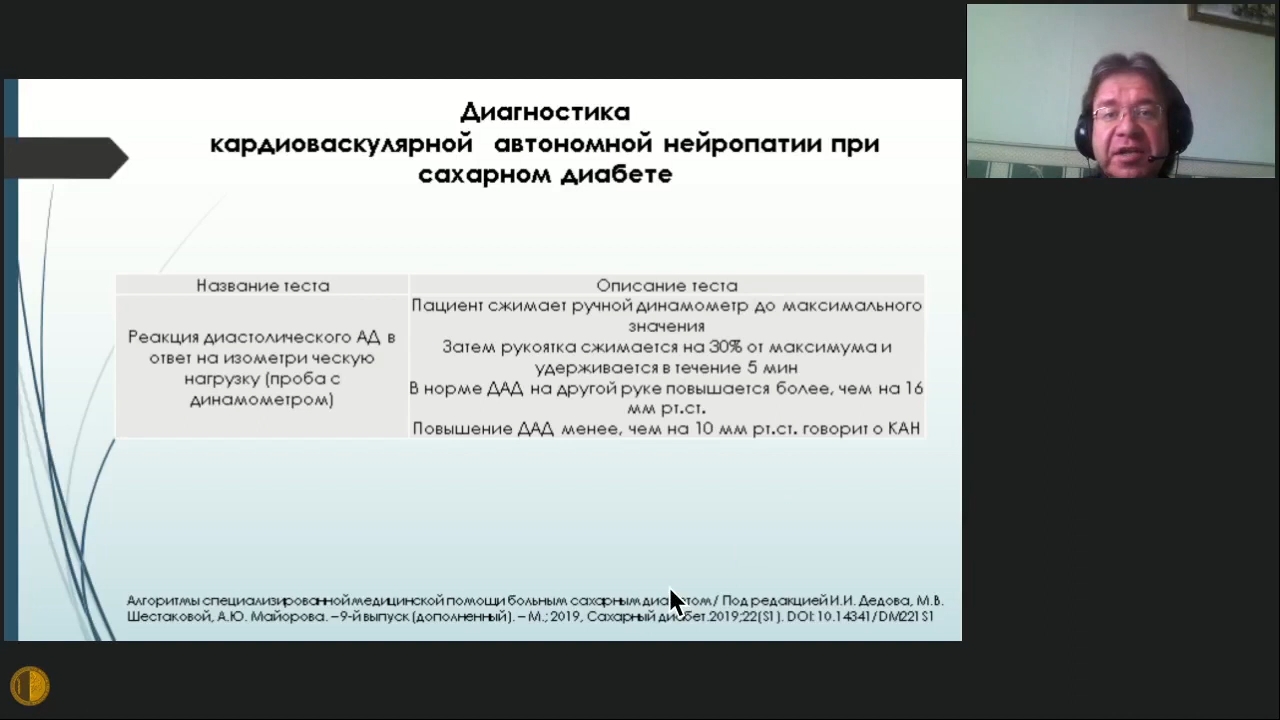 Диагностика
кардиоваскулярной автономной нейропатии при
сахарном диабете
Название теста
Описание теста
Реакция диастолического АД в
ответ на изометри ческую
нагрузку (проба с
динамометром)
Пациент сжимает ручной динамометр до максимального
значения
Затем рукоятка сжимается на 30% от максимума и
удерживается в течение 5 мин
В норме ДАД на другой руке повышается более, чем на 16
мм рт.ст.
Повышение ДАД менее, чем на 10 мм рт.ст. говорит о КАН
Алгоритмы специализированной медицинской помощи больным сахарным диабетом / Под редакцией И.И. Дедова, М.В.
Шестаковой, А.Ю. Майорова. – 9-й выпуск (дополненный). – М.; 2019, Сахарный диабет.2019;22(S1). DOI: 10.14341/DM221S1